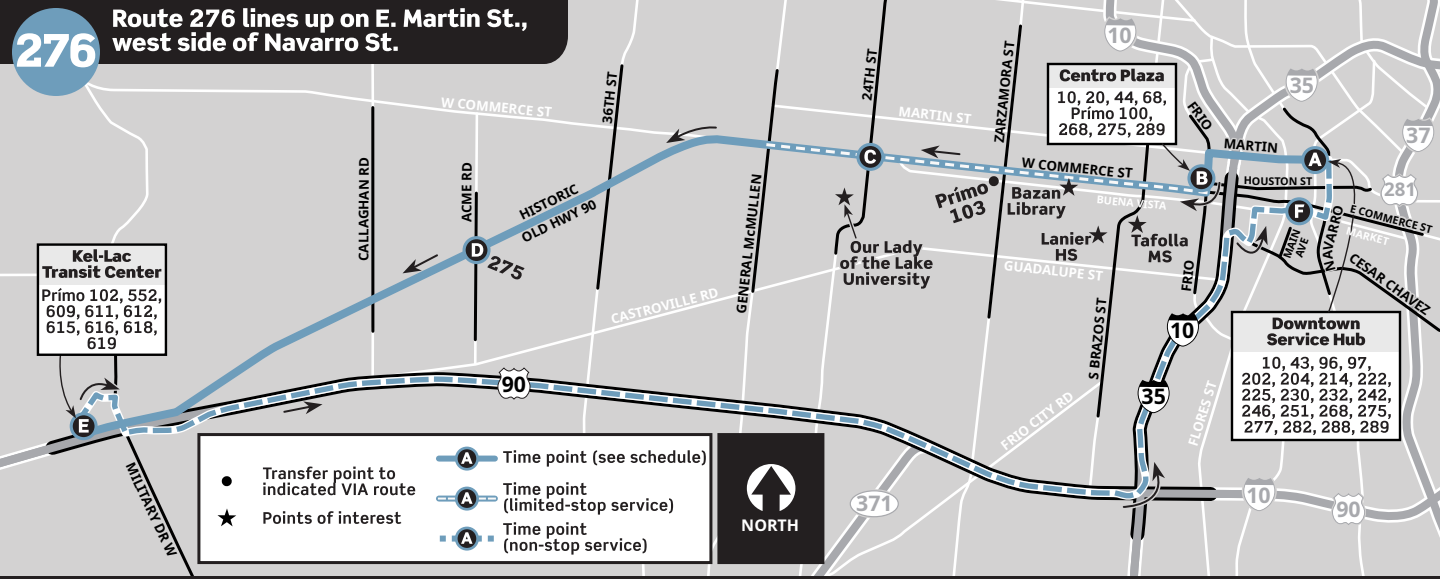 276
Route 276 lines up on E. Martin St.,
west side of Navarro St.
10
35
37
281
W COMMERCE ST
36TH ST
24TH ST
MARTIN ST
ZARZAMORA ST
Centro Plaza
10, 20, 44, 68,
Prímo 100,
268, 275, 289
FRIO
MARTIN
A
B
C
HOUSTON ST
W COMMERCE ST
BUENA VISTA
CALLAGHAN RD
ACME RD
HISTORIC
OLD HWY 90
GENERAL McMULLEN
Prímo
103
Bazan
Library
Lanier
HS
Tafolla
MS
Our Lady
of the Lake
University
F
E COMMERCE ST
MARKET
MAIN
AVE
NAVARRO
CESAR CHAVEZ
D
275
GUADALUPE ST
FRIO
CASTROVILLE RD
S BRAZOS ST
10
Kel-Lac
Transit Center
Prímo 102, 552,
609, 611, 612,
615, 616, 618,
619
Downtown
Service Hub
10, 43, 96, 97,
202, 204, 214, 222,
225, 230, 232, 242,
246, 251, 268, 275,
277, 282, 288, 289
90
35
E
FRIO CITY RD
FLORES ST
MILITARY DR W
371
10
90
Transfer point to
indicated VIA route
Points of interest
A
Time point (see schedule)
A
Time point
(limited-stop service)
A
Time point
(non-stop service)
NORTH